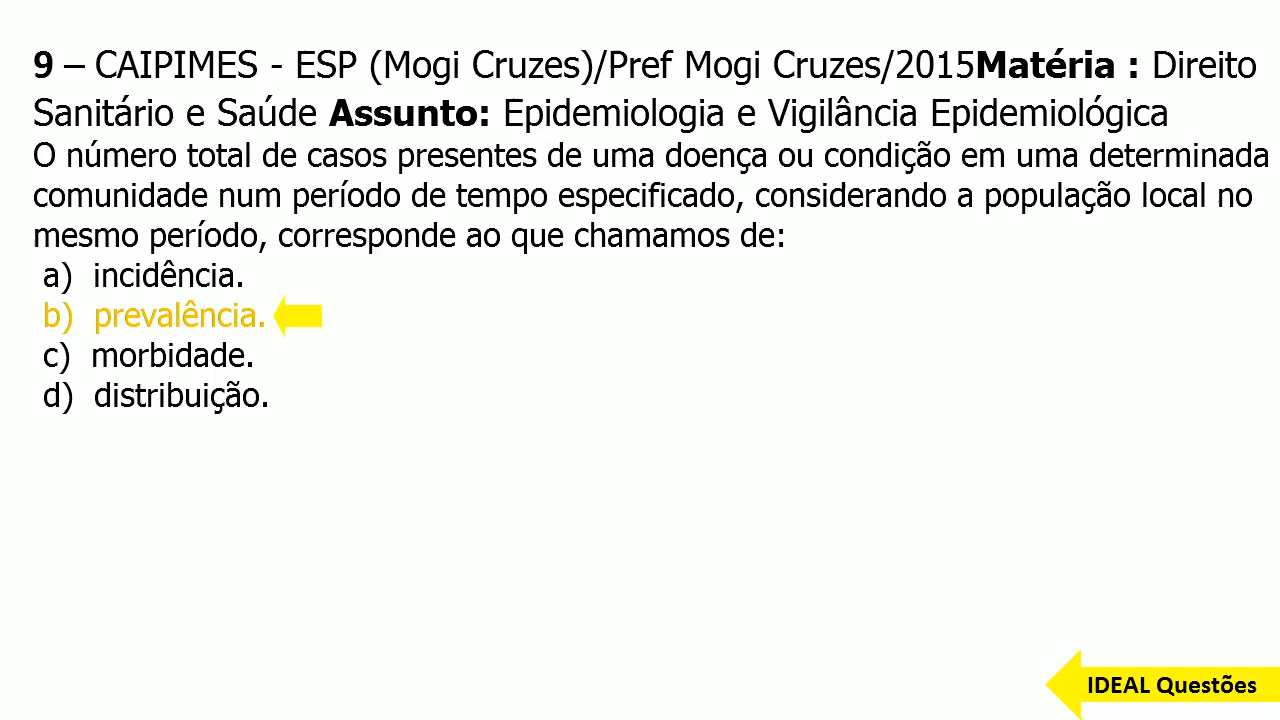 9 – CAIPIMES - ESP (Mogi Cruzes)/Pref Mogi Cruzes/2015Matéria : Direito
Sanitário e Saúde Assunto: Epidemiologia e Vigilância Epidemiológica
O número total de casos presentes de uma doença ou condição em uma determinada
comunidade num período de tempo especificado, considerando a população local no
mesmo período, corresponde ao que chamamos de:
a) incidência.
b) prevalência.
c) morbidade.
d) distribuição.
IDEAL Questões